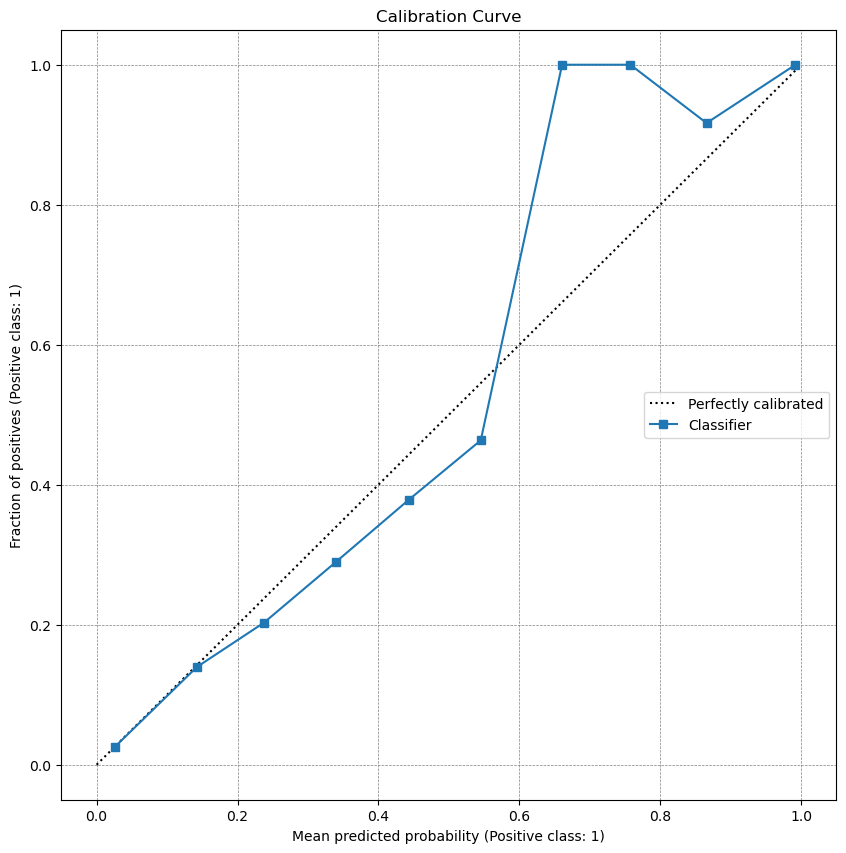 Calibration Curve
1.0
0.8
0.6
0.4
0.2
0.0
Fraction of positives (Positive class: 1)
Perfectly calibrated
Classifier
0.0 0.2 0.4 0.6 0.8 1.0
Mean predicted probability (Positive class: 1)